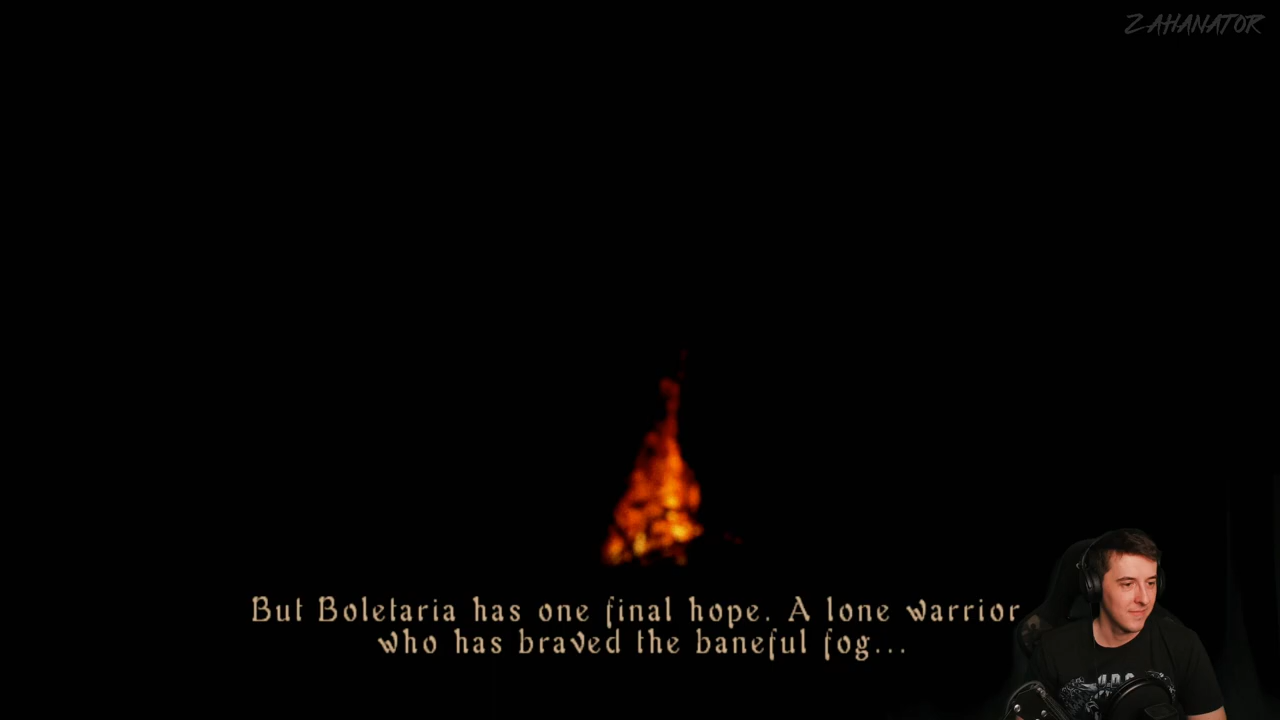 ZAHANATOR
But Boletaria has one final hope. A lone warrior
who has braved the baneful fog...